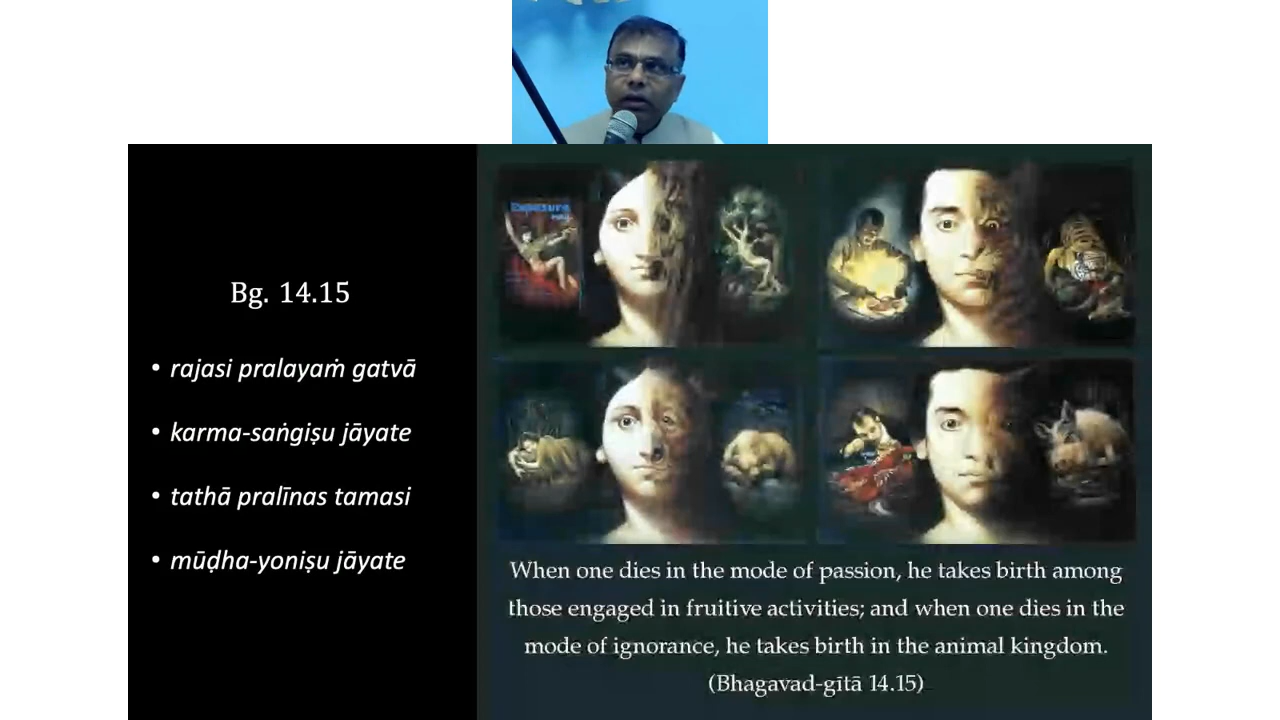 Bg. 14.15
• rajasi pralayaṁ gatvā
• karma-saṅgiṣu jāyate
• tathā pralīnas tamasi
• mūḍha-yoniṣu jāyate
Exposure
When one dies in the mode of passion, he takes birth among
those engaged in fruitive activities; and when one dies in the
mode of ignorance, he takes birth in the animal kingdom.
(Bhagavad-gītā 14.15)